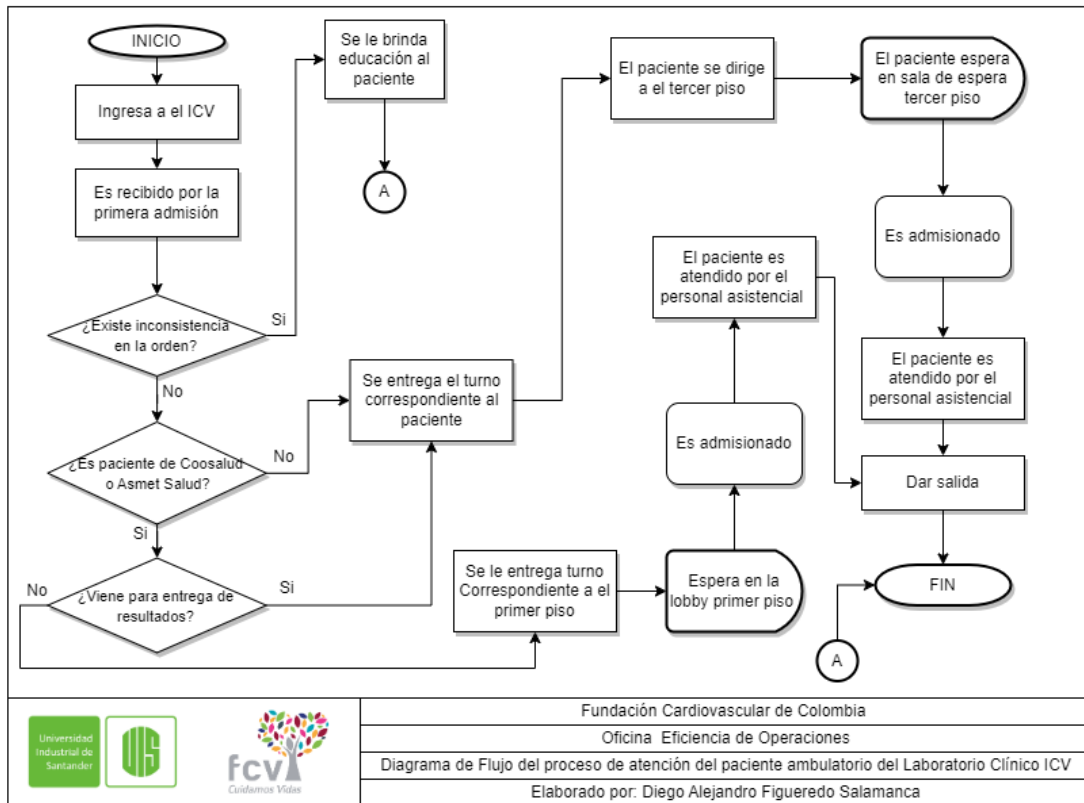 INICIO
Ingresa a el ICV
Es recibido por la
primera admisión
¿Existe inconsistencia
en la orden?
Si
No
Se le brinda
educación al
paciente
A
¿Es paciente de Coosalud
o Asmet Salud?
No
Si
Se entrega el turno
correspondiente al
paciente
¿Viene para entrega de
resultados?
No
Si
Se le entrega turno
Correspondiente a el
primer piso
Espera en la
lobby primer piso
Es admisionado
El paciente es
atendido por el
personal asistencial
El paciente se dirige
a el tercer piso
El paciente espera
en sala de espera
tercer piso
Es admisionado
El paciente es
atendido por el
personal asistencial
Dar salida
FIN
A
Universidad
Industrial de
Santander
UIS
fcv
Cuidamos Vidas
Fundación Cardiovascular de Colombia
Oficina Eficiencia de Operaciones
Diagrama de Flujo del proceso de atención del paciente ambulatorio del Laboratorio Clínico ICV
Elaborado por: Diego Alejandro Figueredo Salamanca